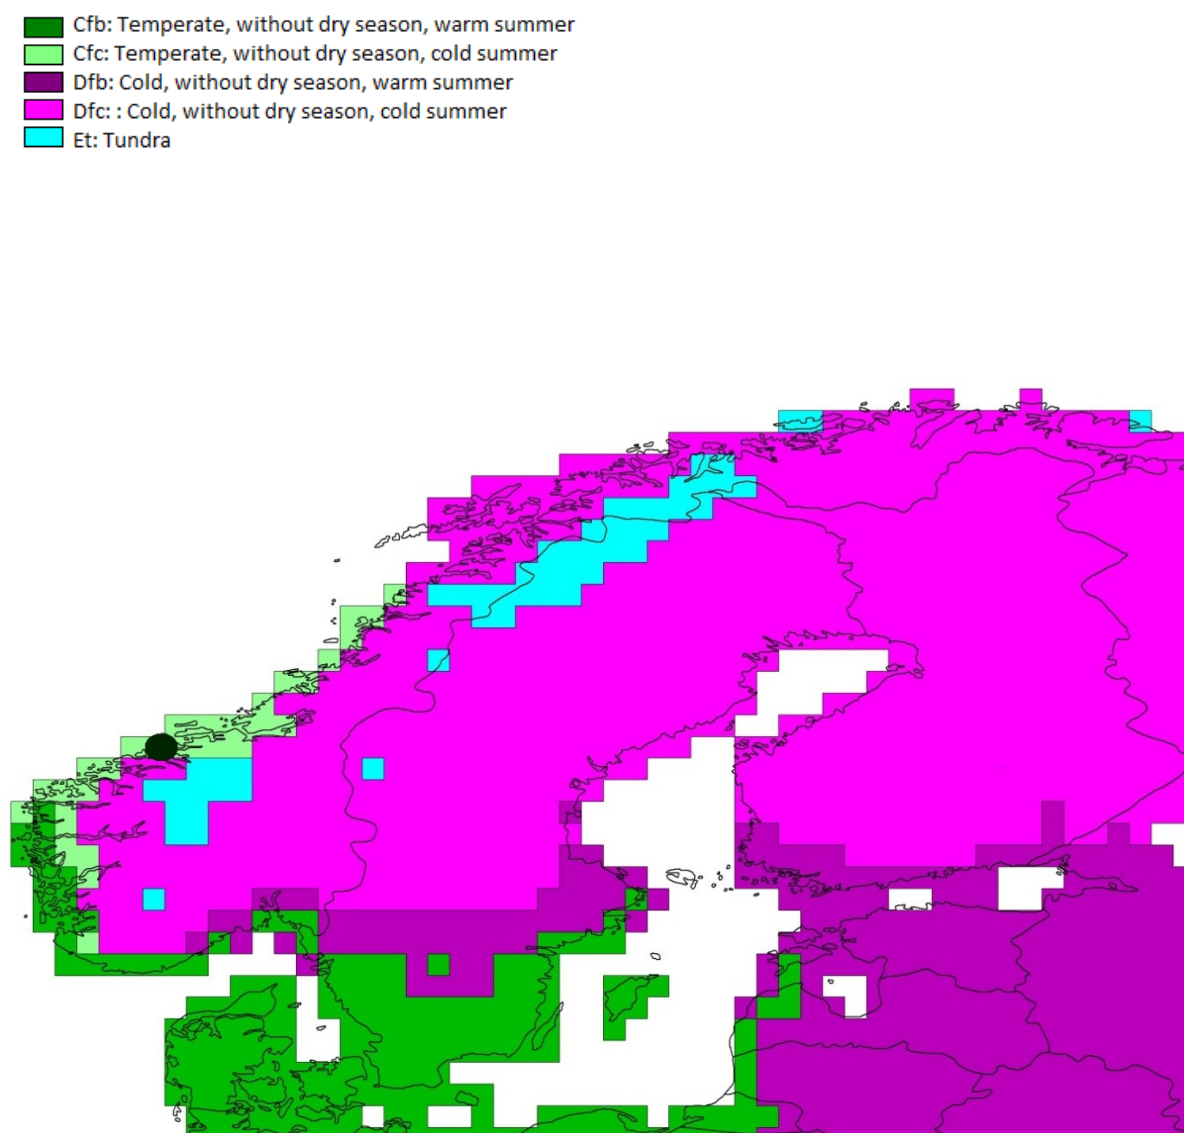 Cfb: Temperate, without dry season, warm summer
Cfc: Temperate, without dry season, cold summer
Dfb: Cold, without dry season, warm summer
Dfc: : Cold, without dry season, cold summer
Et: Tundra